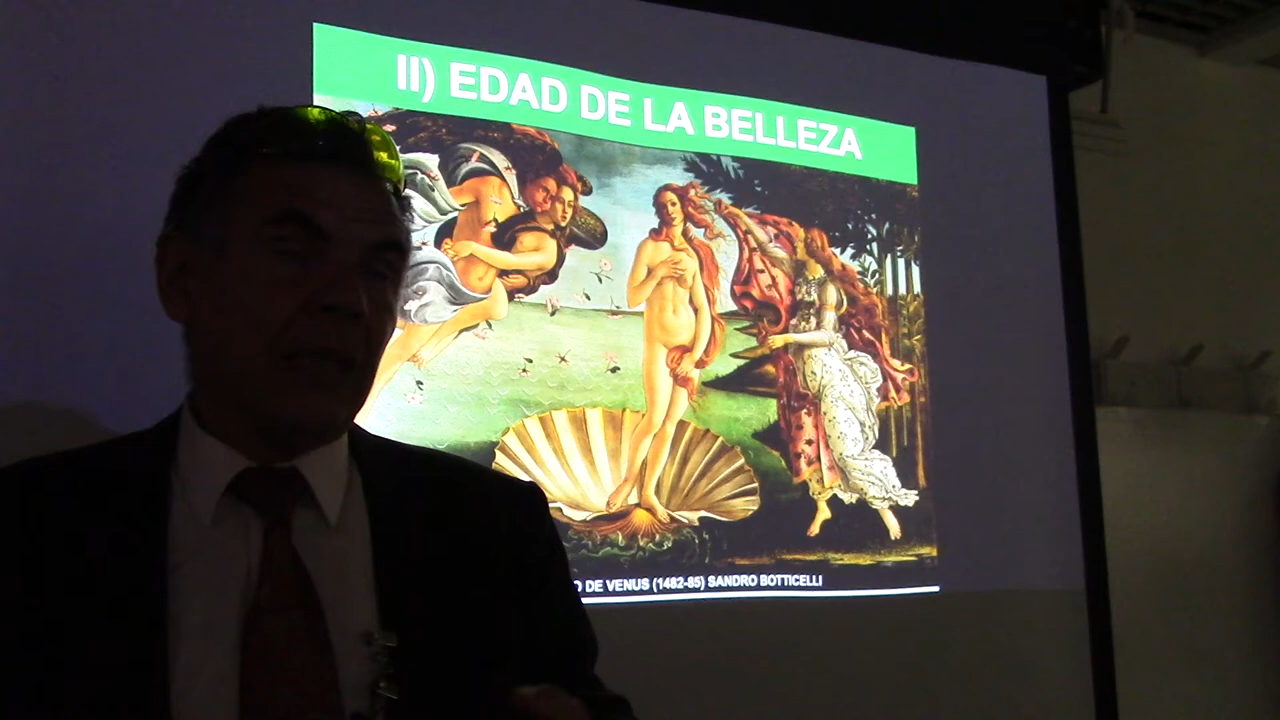 II) EDAD DE LA BELLEZA
DE VENUS (1482-85) SANDRO BOTTICELLI